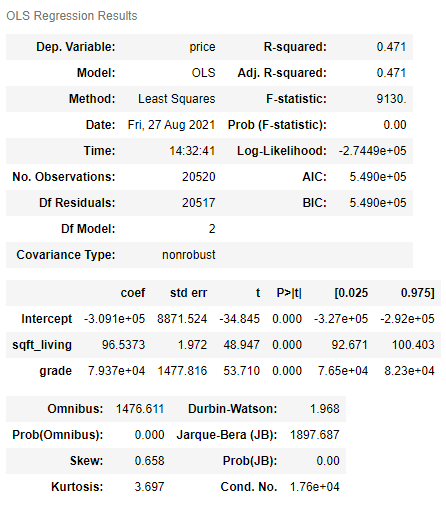 OLS Regression Results
Dep. Variable: price R-squared: 0.471
Model: OLS Adj. R-squared: 0.471
Method: Least Squares F-statistic: 9130.
Date: Fri, 27 Aug 2021 Prob (F-statistic): 0.00
Time: 14:32:41 Log-Likelihood: -2.7449e+05
No. Observations: 20520 AIC: 5.490e+05
Df Residuals: 20517 BIC: 5.490e+05
Df Model: 2
Covariance Type: nonrobust
coef std err t P>|t| [0.025 0.975]
Intercept -3.091e+05 8871.524 -34.845 0.000 -3.27e+05 -2.92e+05
sqft_living 96.5373 1.972 48.947 0.000 92.671 100.403
grade 7.937e+04 1477.816 53.710 0.000 7.65e+04 8.23e+04
Omnibus: 1476.611 Durbin-Watson: 1.968
Prob(Omnibus): 0.000 Jarque-Bera (JB): 1897.687
Skew: 0.658 Prob(JB): 0.00
Kurtosis: 3.697 Cond. No. 1.76e+04